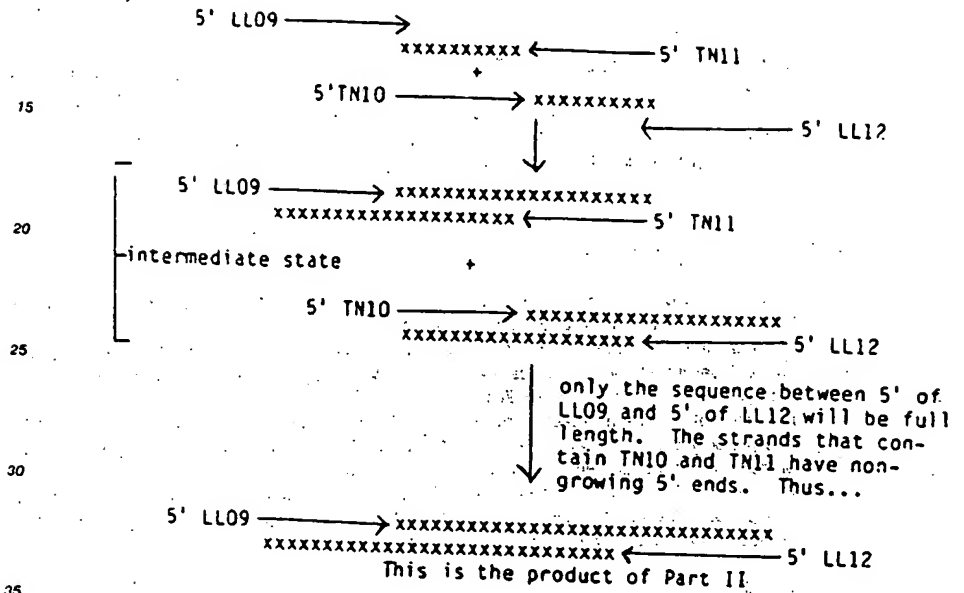 5' LL09
xxxxxxxxxx 5' TN11
+
5'TN10 xxxxxxxxxx
15
5' LL12
5' LL09 xxxxxxxxxxxxxxxxxxxxxx
xxxxxxxxxxxxxxxxxxxx 5' TN11
20
intermediate state +
5' TN10 xxxxxxxxxxxxxxxxxxxxx
xxxxxxxxxxxxxxxxxxx 5' LL12
25
only the sequence between 5' of
LL09 and 5' of LL12 will be full
length. The strands that con-
tain TN10 and TN11 have non-
30
growing 5' ends. Thus...
5' LL09 xxxxxxxxxxxxxxxxxxxxxxxxxxxxxxxx
xxxxxxxxxxxxxxxxxxxxxxxxxxxxx 5' LL12
This is the product of Part II
35